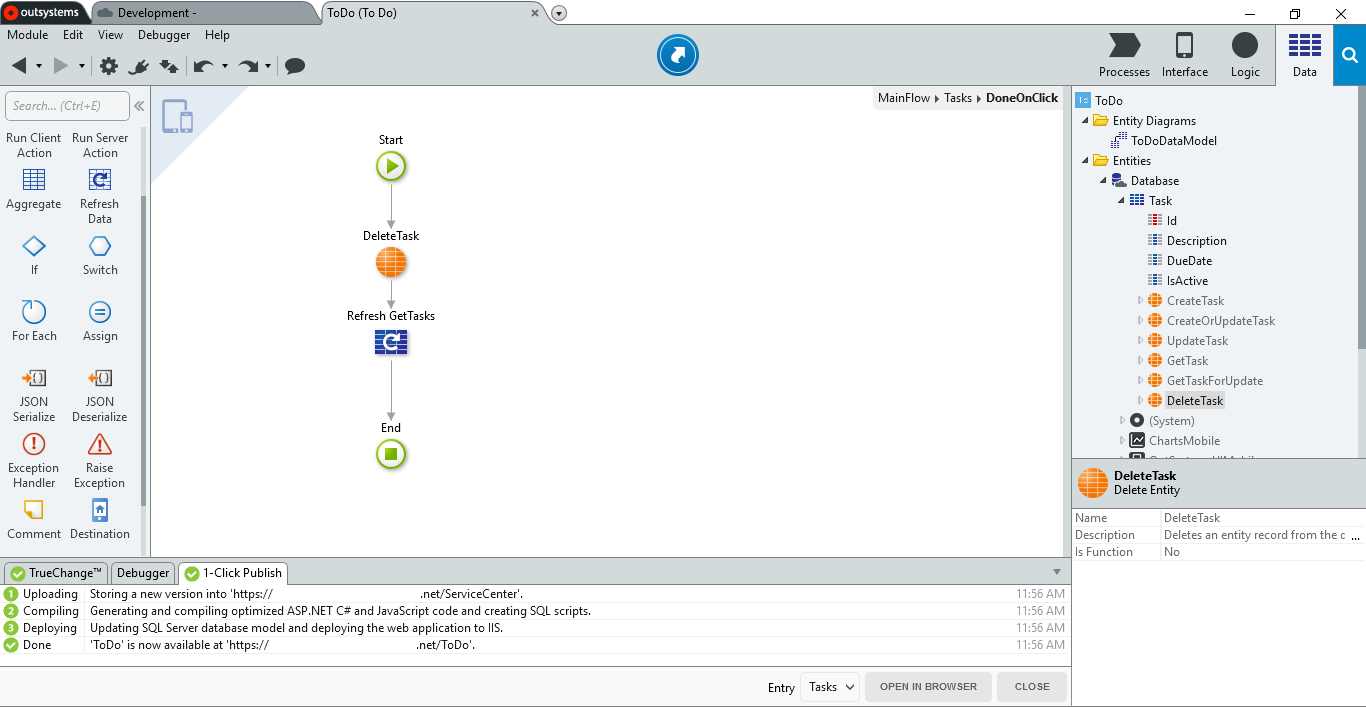 outsystems
Development -
ToDo (To Do)
Module Edit View Debugger Help
Processes Interface Logic Data
Search... (Ctrl+E)
Run Client Action
Run Server Action
Aggregate
Refresh Data
If
Switch
For Each
Assign
JSON Serialize
JSON Deserialize
Exception Handler
Raise Exception
Comment
Destination
MainFlow Tasks DoneOnClick
Start
DeleteTask
Refresh GetTasks
End
To
ToDo
Entity Diagrams
ToDoDataModel
Entities
Database
Task
Id
Description
DueDate
IsActive
CreateTask
CreateOrUpdateTask
UpdateTask
GetTask
GetTaskForUpdate
DeleteTask
(System)
ChartsMobile
DeleteTask
Delete Entity
Name DeleteTask
Description Deletes an entity record from the c ...
Is Function No
TrueChange™ Debugger 1-Click Publish
1 Uploading Storing a new version into 'https:// .net/ServiceCenter'. 11:56 AM
2 Compiling Generating and compiling optimized ASP.NET C# and JavaScript code and creating SQL scripts. 11:56 AM
3 Deploying Updating SQL Server database model and deploying the web application to IIS. 11:56 AM
Done 'ToDo' is now available at 'https:// .net/ToDo'. 11:56 AM
Entry Tasks OPEN IN BROWSER CLOSE